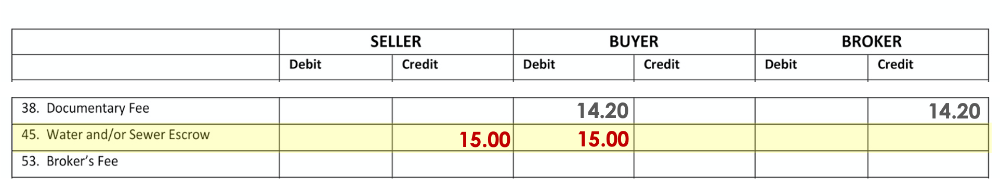 SELLER BUYER BROKER
Debit Credit Debit Credit Debit Credit
38. Documentary Fee 14.20 14.20
45. Water and/or Sewer Escrow 15.00 15.00
53. Broker’s Fee